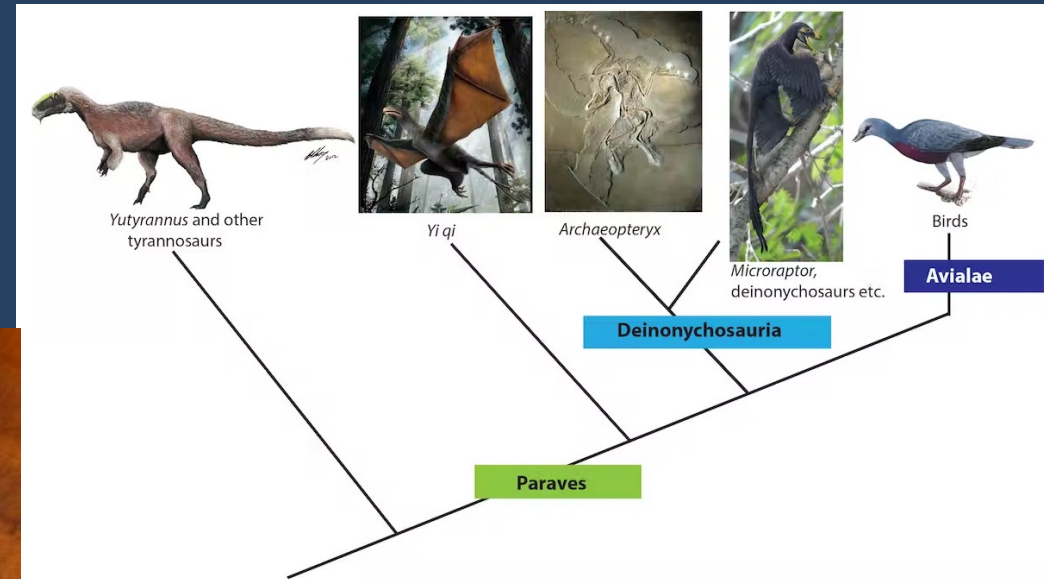 Yutyrannus and other
tyrannosaurs
Yi qi
Archaeopteryx
Microraptor,
deinonychosaurs etc.
Birds
Avialae
Deinonychosauria
Paraves